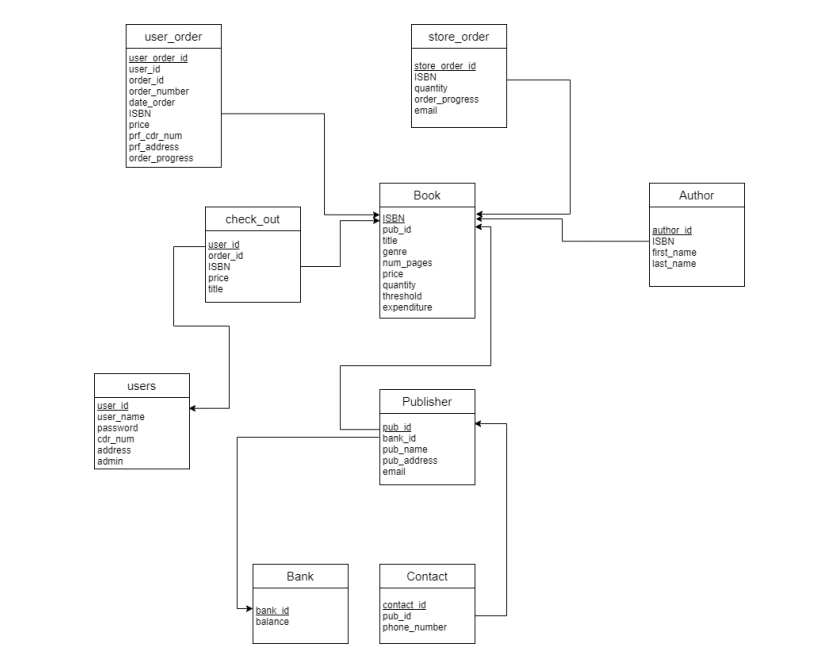 user_order
user_order_id
user_id
order_id
order_number
date_order
ISBN
price
prf_cdr_num
prf_address
order_progress
store_order
store_order_id
ISBN
quantity
order_progress
email
check_out
user_id
order_id
ISBN
price
title
Book
ISBN
pub_id
title
genre
num_pages
price
quantity
threshold
expenditure
Author
author_id
ISBN
first_name
last_name
users
user_id
user_name
password
cdr_num
address
admin
Publisher
pub_id
bank_id
pub_name
pub_address
email
Bank
bank_id
balance
Contact
contact_id
pub_id
phone_number